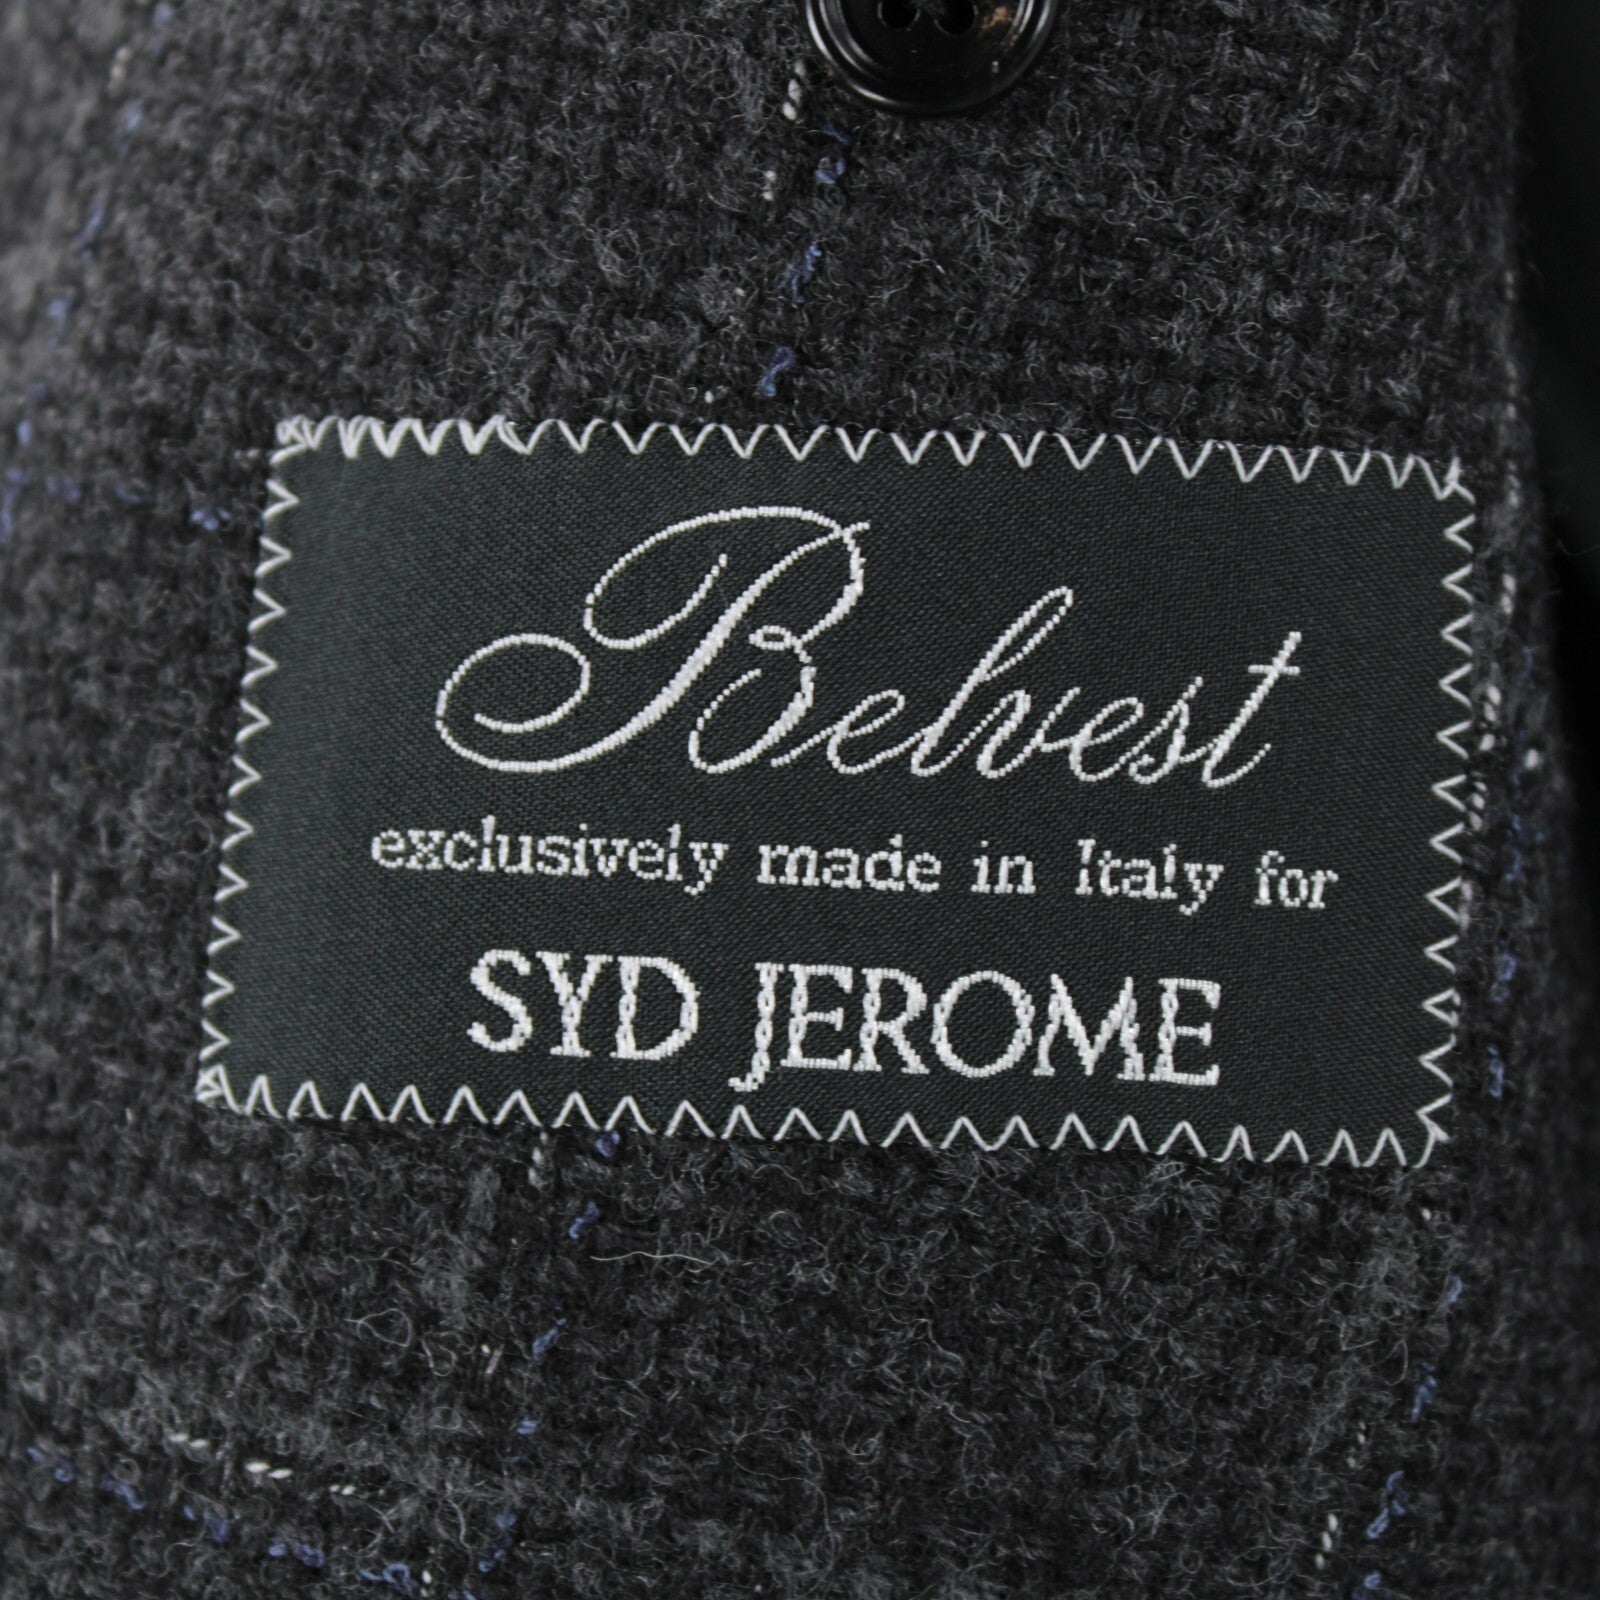 Belvest
exclusively made in Italy for
SYD JEROME